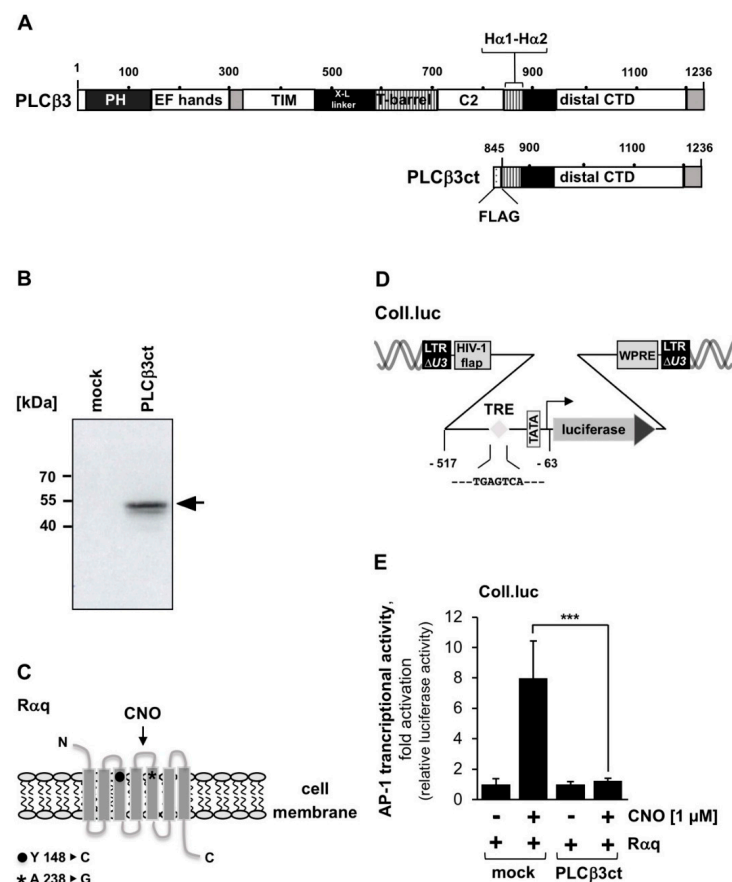 A
Hα1-Hα2
1 100 300 500 700 900 1100 1236
PLCβ3 PH EF hands TIM X-L linker T-barrel C2 distal CTD
845 900 1100 1236
PLCβ3ct distal CTD
FLAG
B
mock PLCβ3ct
[kDa]
70
55
40
C
Rαq
CNO
N
cell membrane
C
Y 148 ▸ C
* A 238 ▸ G
D
Coll.luc
LTR ΔU3 HIV-1 flap WPRE LTR ΔU3
TRE TATA luciferase
- 517 - 63
----TGAGTCA---
E
Coll.luc
AP-1 trancriptional activity,
fold activation
(relative luciferase activity)
12
10
8
6
4
2
0
***
- + - + CNO [1 µM]
+ + + + Rαq
mock PLCβ3ct